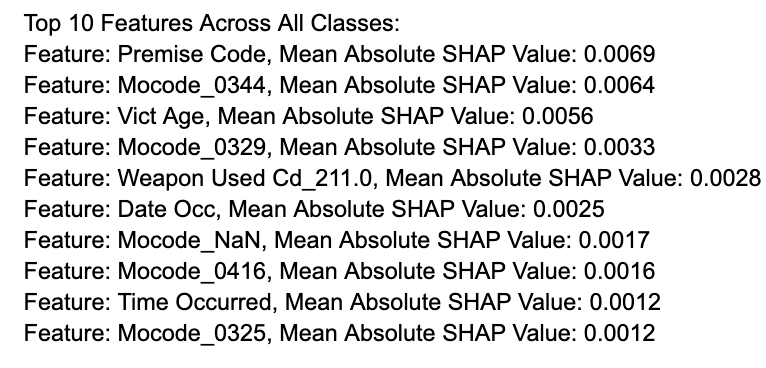 Top 10 Features Across All Classes:
Feature: Premise Code, Mean Absolute SHAP Value: 0.0069
Feature: Mocode_0344, Mean Absolute SHAP Value: 0.0064
Feature: Vict Age, Mean Absolute SHAP Value: 0.0056
Feature: Mocode_0329, Mean Absolute SHAP Value: 0.0033
Feature: Weapon Used Cd_211.0, Mean Absolute SHAP Value: 0.0028
Feature: Date Occ, Mean Absolute SHAP Value: 0.0025
Feature: Mocode_NaN, Mean Absolute SHAP Value: 0.0017
Feature: Mocode_0416, Mean Absolute SHAP Value: 0.0016
Feature: Time Occurred, Mean Absolute SHAP Value: 0.0012
Feature: Mocode_0325, Mean Absolute SHAP Value: 0.0012